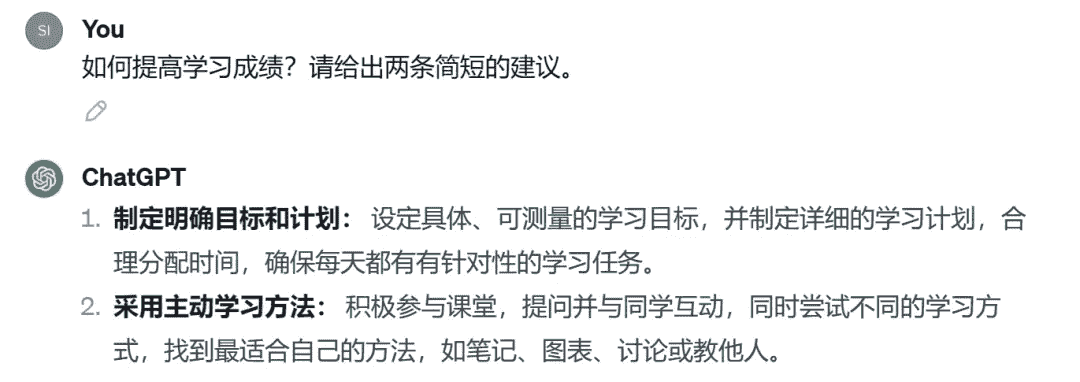 SI
You
如何提高学习成绩？请给出两条简短的建议。
ChatGPT
1. 制定明确目标和计划： 设定具体、可测量的学习目标，并制定详细的学习计划，合
理分配时间，确保每天都有有针对性的学习任务。
2. 采用主动学习方法： 积极参与课堂，提问并与同学互动，同时尝试不同的学习方
式，找到最适合自己的方法，如笔记、图表、讨论或教他人。